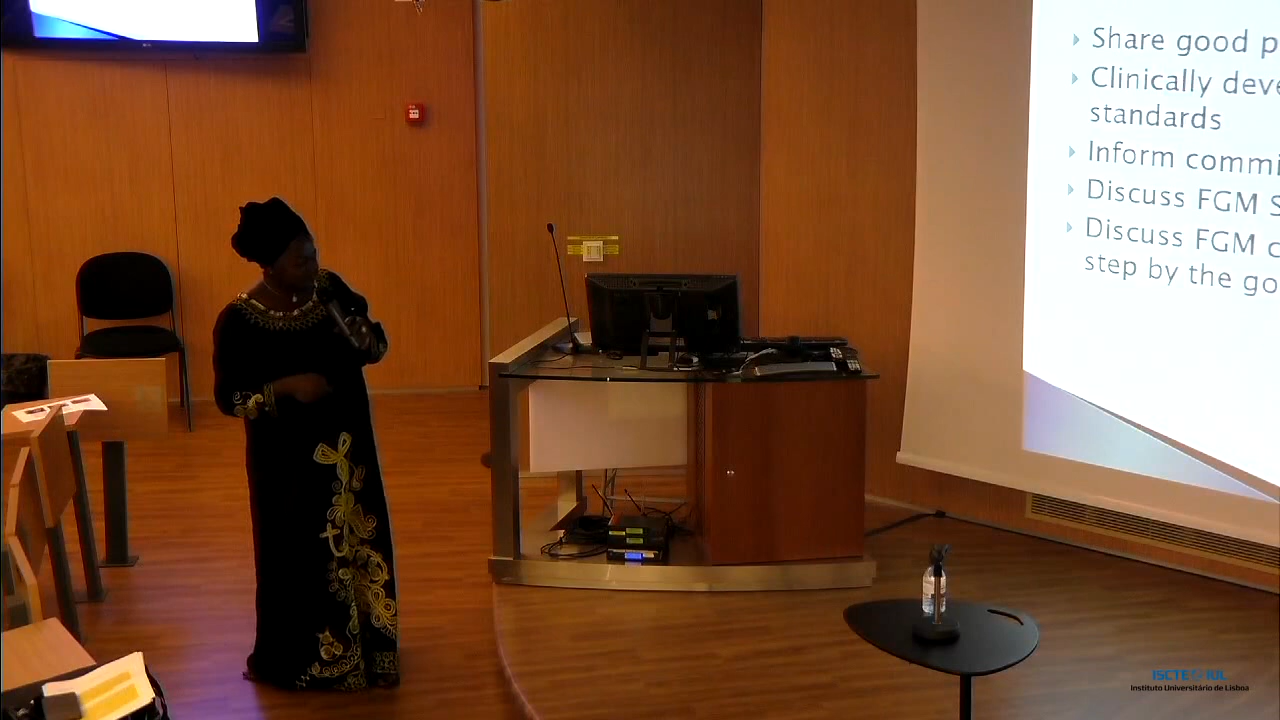 Share good p
Clinically deve
standards
Inform commi
Discuss FGM S
Discuss FGM c
step by the go
ISCTE IUL
Instituto Universitário de Lisboa